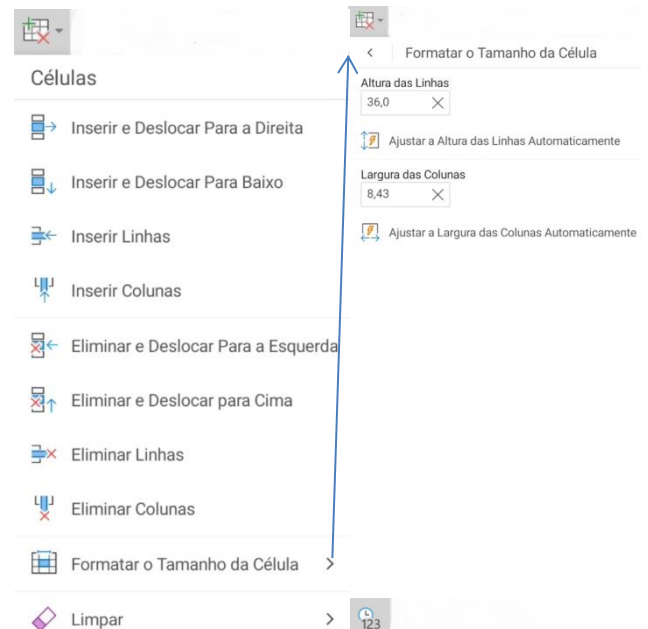 Células
Inserir e Deslocar Para a Direita
Inserir e Deslocar Para Baixo
Inserir Linhas
Inserir Colunas
Eliminar e Deslocar Para a Esquerda
Eliminar e Deslocar para Cima
Eliminar Linhas
Eliminar Colunas
Formatar o Tamanho da Célula
Limpar
Formatar o Tamanho da Célula
Altura das Linhas
36,0
Ajustar a Altura das Linhas Automaticamente
Largura das Colunas
8,43
Ajustar a Largura das Colunas Automaticamente
123